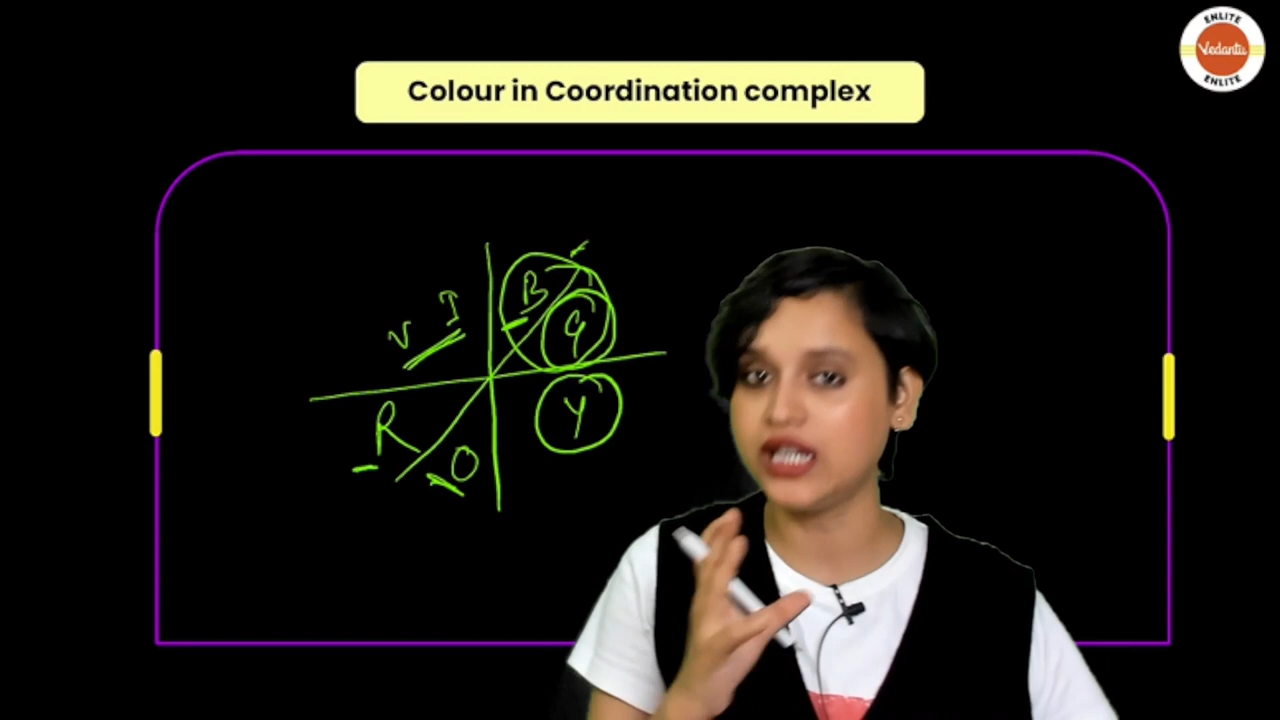 ENLITE
Vedantu
ENLITE
Colour in Coordination complex
V I B G
R O Y